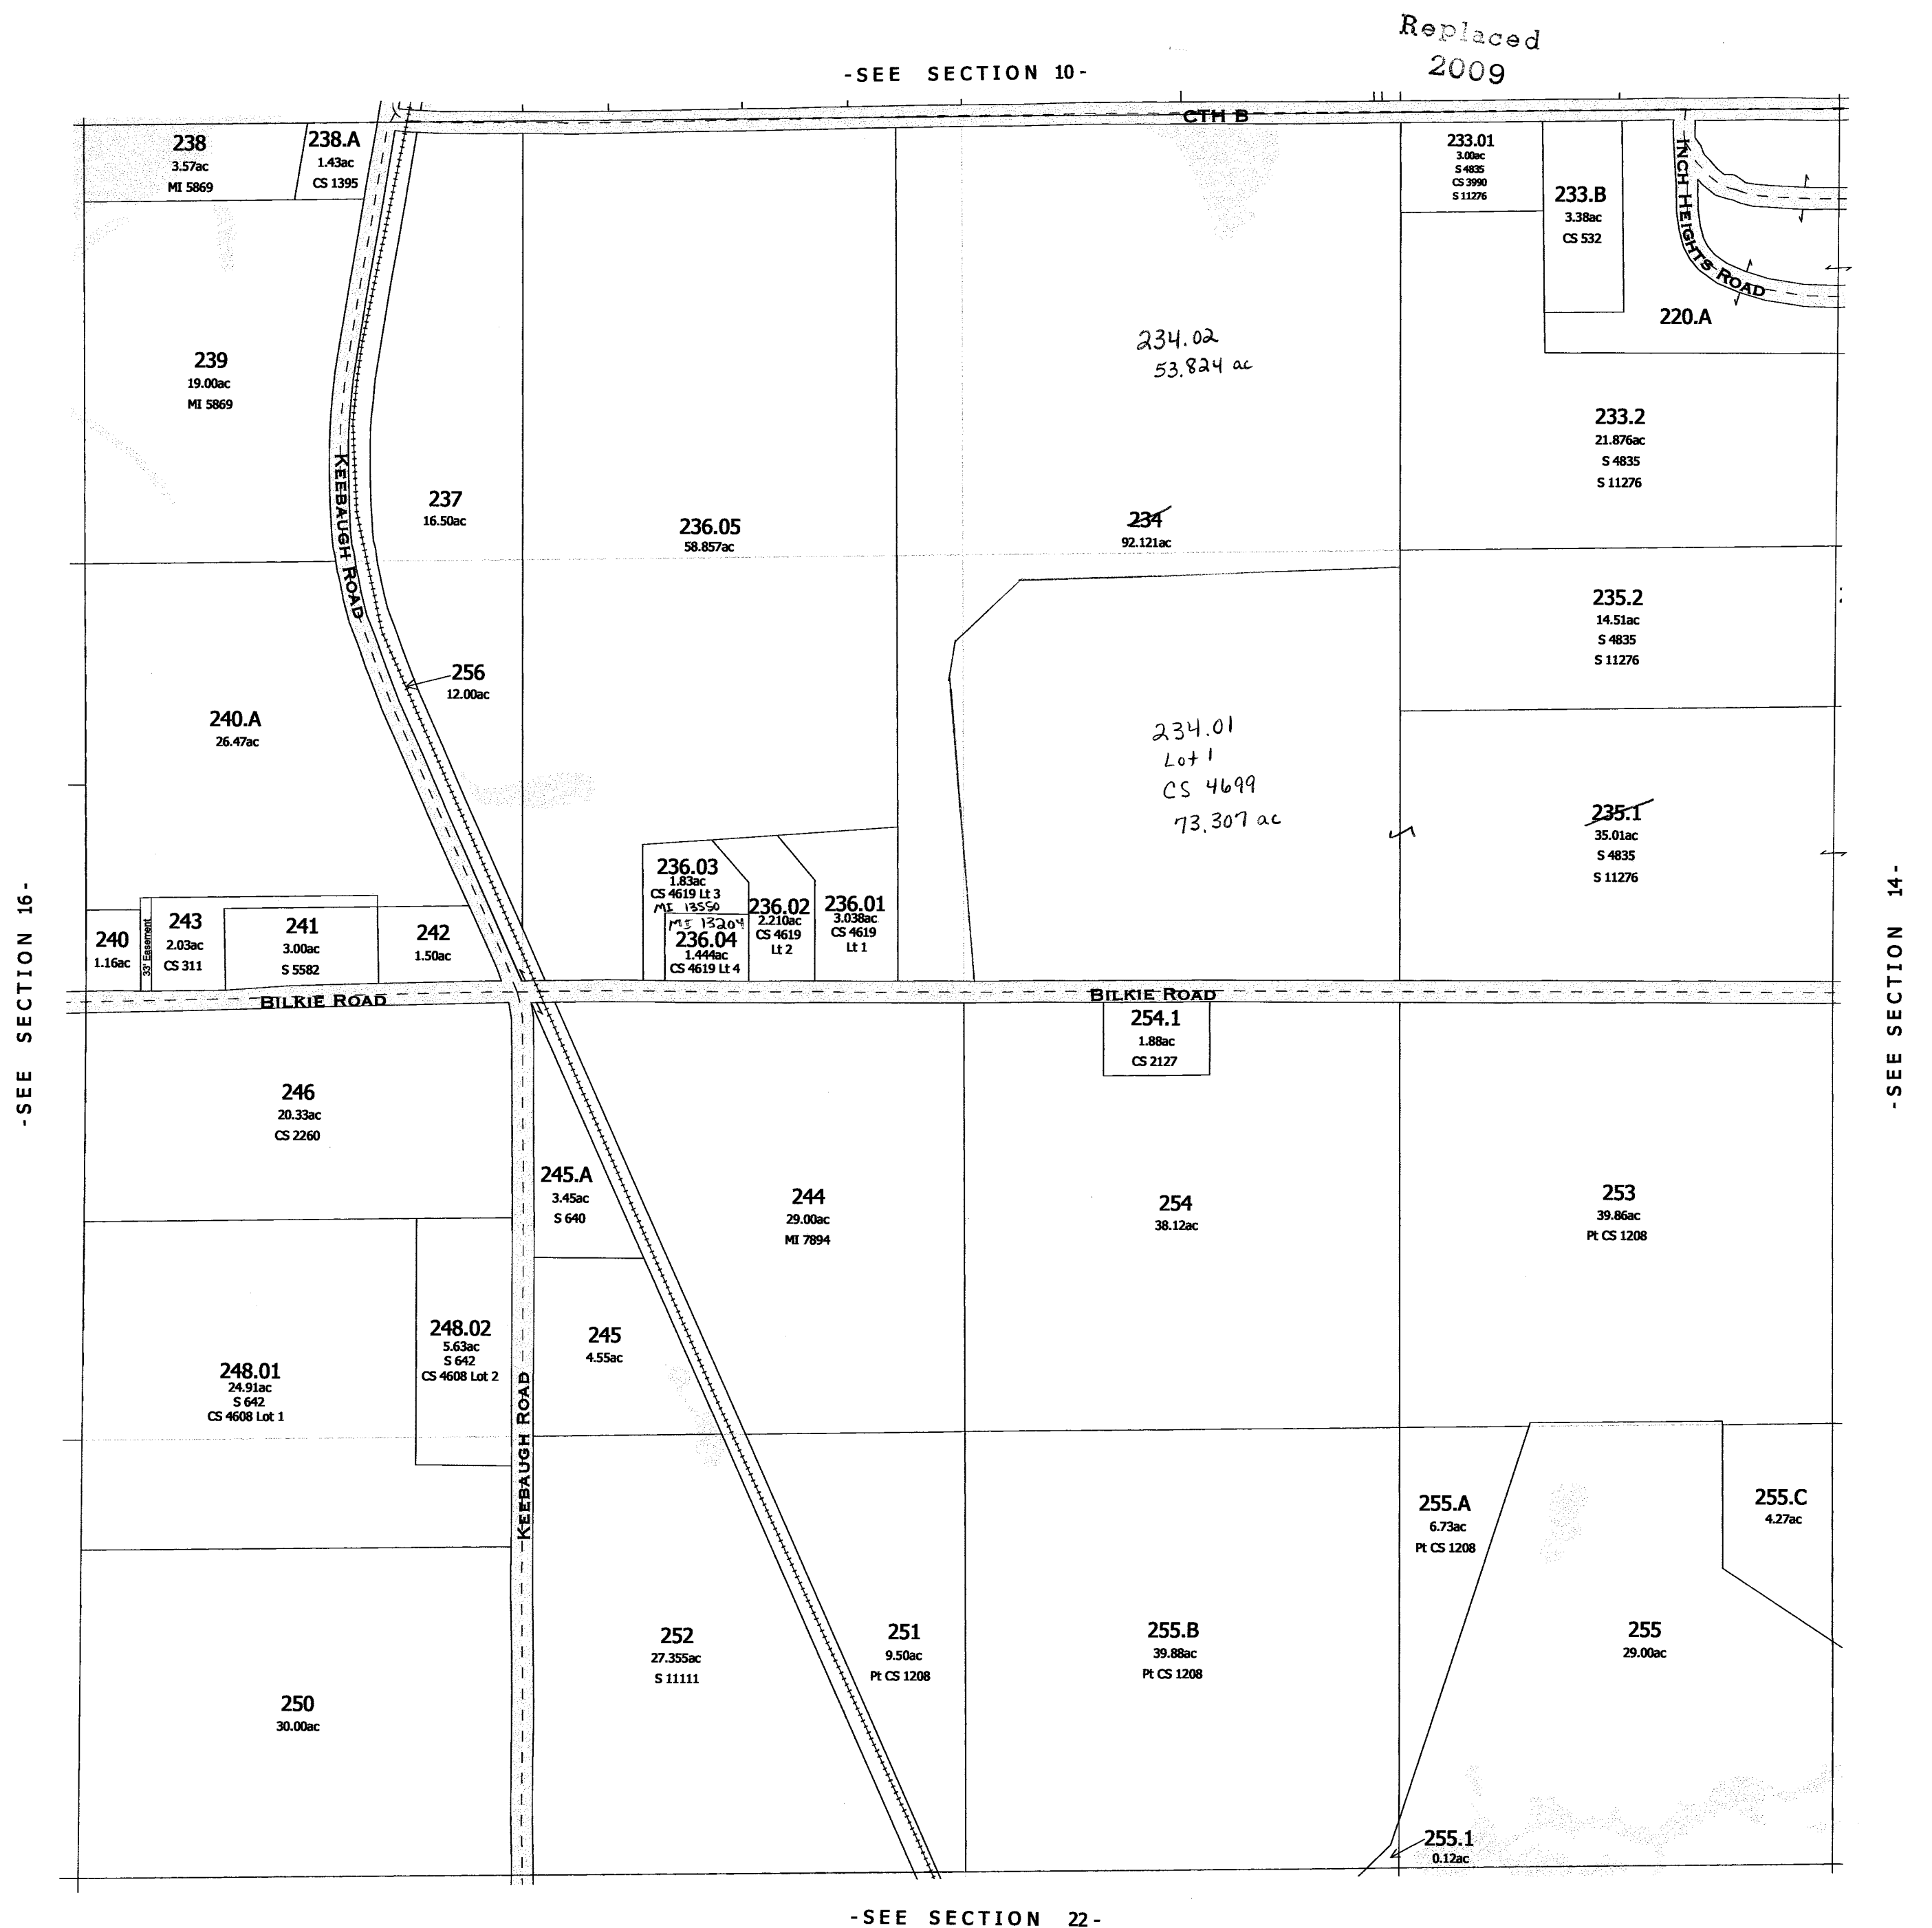 Replaced
2009
-SEE SECTION 10-
CTH B
238
3.57ac
MI 5869
238.A
1.43ac
CS 1395
233.01
3.00ac
S 4835
CS 3990
S 11276
233.B
3.38ac
CS 532
INCH HEIGHTS ROAD
220.A
239
19.00ac
MI 5869
KEEBAUGH ROAD
237
16.50ac
236.05
58.857ac
234.02
53.824 ac
234
92.121ac
233.2
21.876ac
S 4835
S 11276
235.2
14.51ac
S 4835
S 11276
256
12.00ac
240.A
26.47ac
234.01
Lot 1
CS 4699
73.307 ac
235.1
35.01ac
S 4835
S 11276
236.03
1.83ac
CS 4619 Lt 3
MI 13550
MI 13204
236.04
1.444ac
CS 4619 Lt 4
236.02
2.210ac
CS 4619
Lt 2
236.01
3.038ac
CS 4619
Lt 1
240
1.16ac
33' Easement
243
2.03ac
CS 311
241
3.00ac
S 5582
242
1.50ac
-SEE SECTION 16-
-SEE SECTION 14-
BILKIE ROAD
BILKIE ROAD
254.1
1.88ac
CS 2127
246
20.33ac
CS 2260
245.A
3.45ac
S 640
244
29.00ac
MI 7894
254
38.12ac
253
39.86ac
Pt CS 1208
248.01
24.91ac
S 642
CS 4608 Lot 1
248.02
5.63ac
S 642
CS 4608 Lot 2
KEEBAUGH ROAD
245
4.55ac
255.A
6.73ac
Pt CS 1208
255.C
4.27ac
250
30.00ac
252
27.355ac
S 11111
251
9.50ac
Pt CS 1208
255.B
39.88ac
Pt CS 1208
255
29.00ac
255.1
0.12ac
-SEE SECTION 22-